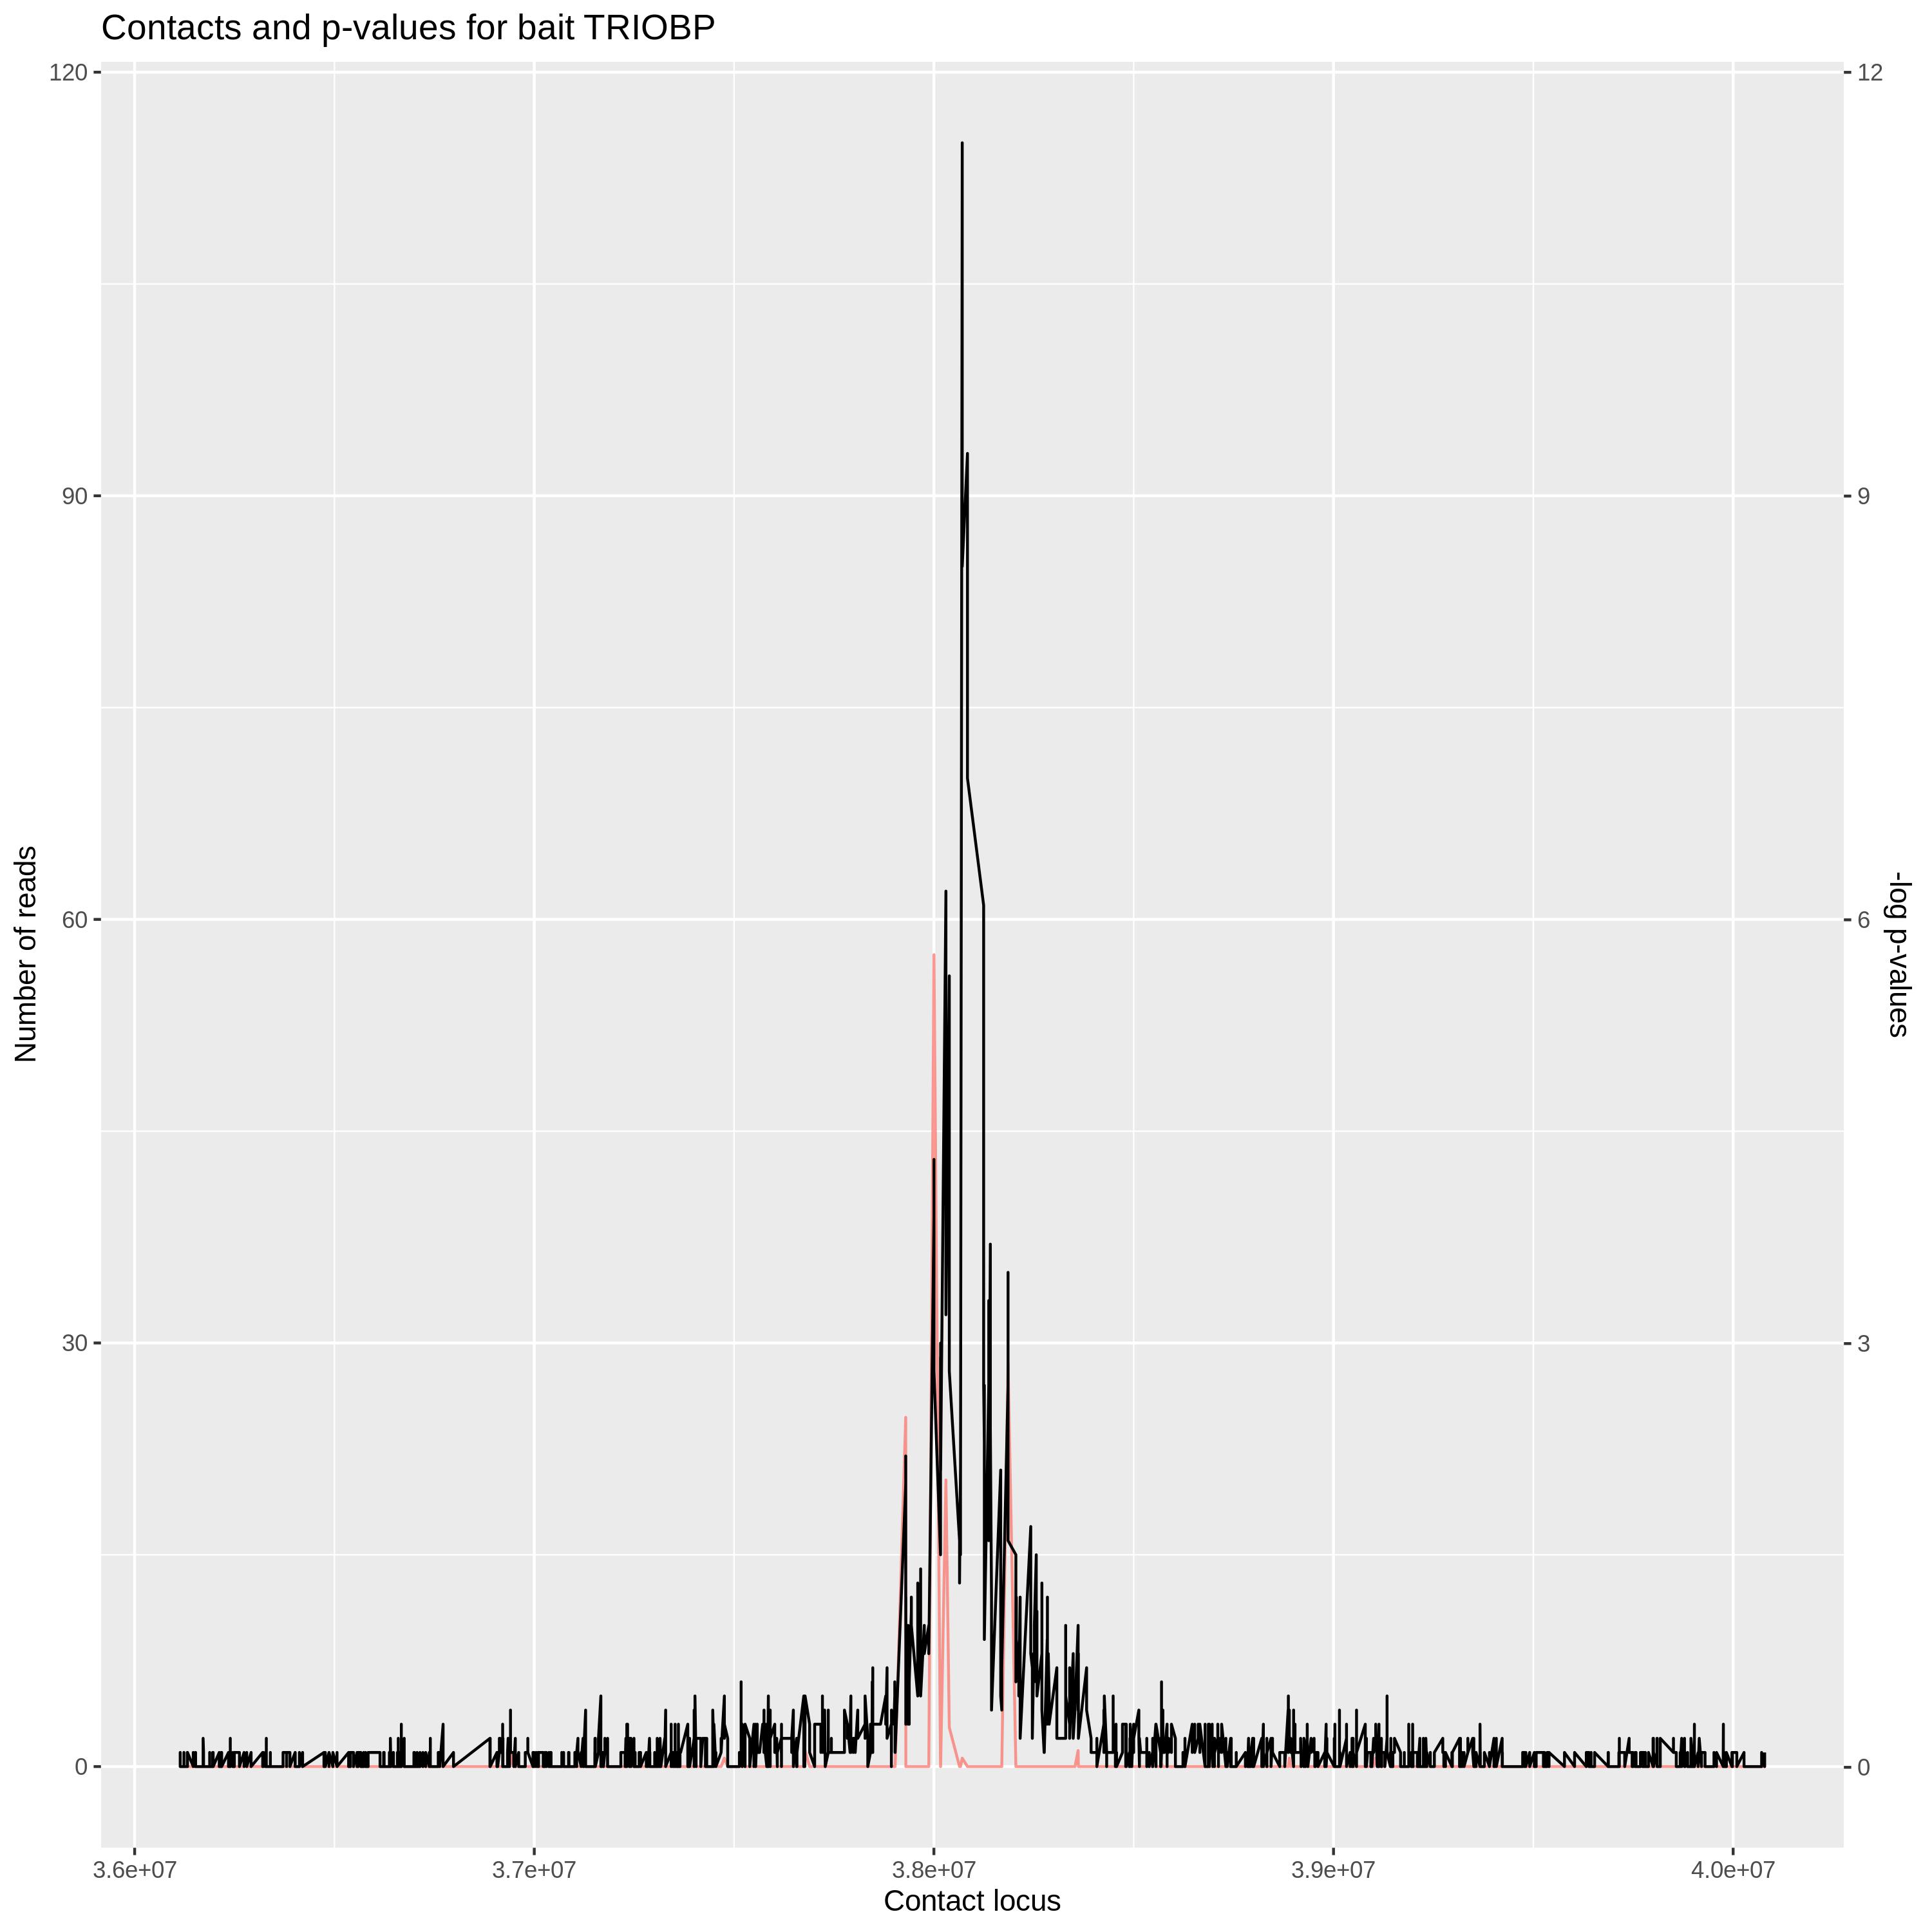 Contacts and p-values for bait TRIOBP
120
90
60
30
0
Number of reads
12
9
6
3
0
-log p-values
3.6e+07
3.7e+07
3.8e+07
3.9e+07
4.0e+07
Contact locus